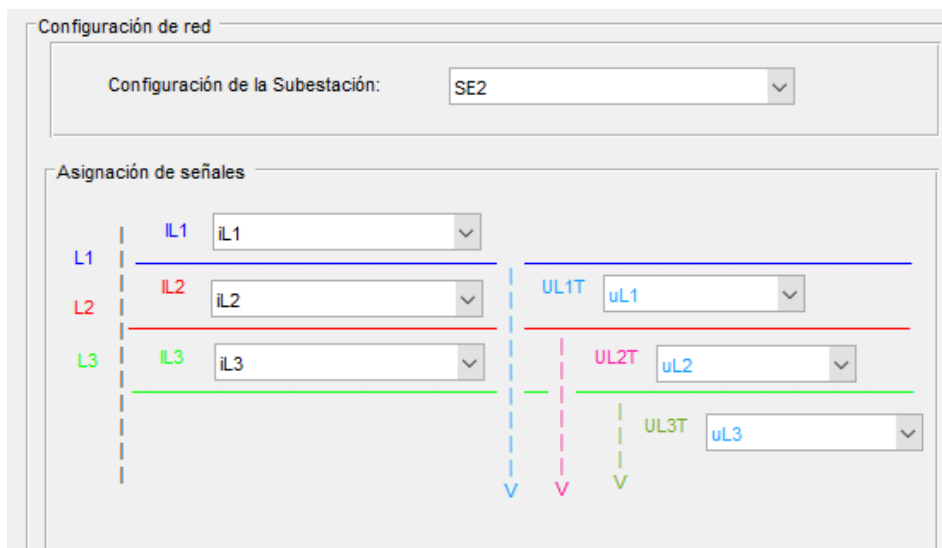 Configuración de red
Configuración de la Subestación: SE2
Asignación de señales
IL1 iL1
L1
IL2 iL2 UL1T uL1
L2
L3 IL3 iL3 UL2T uL2
UL3T uL3
V V V